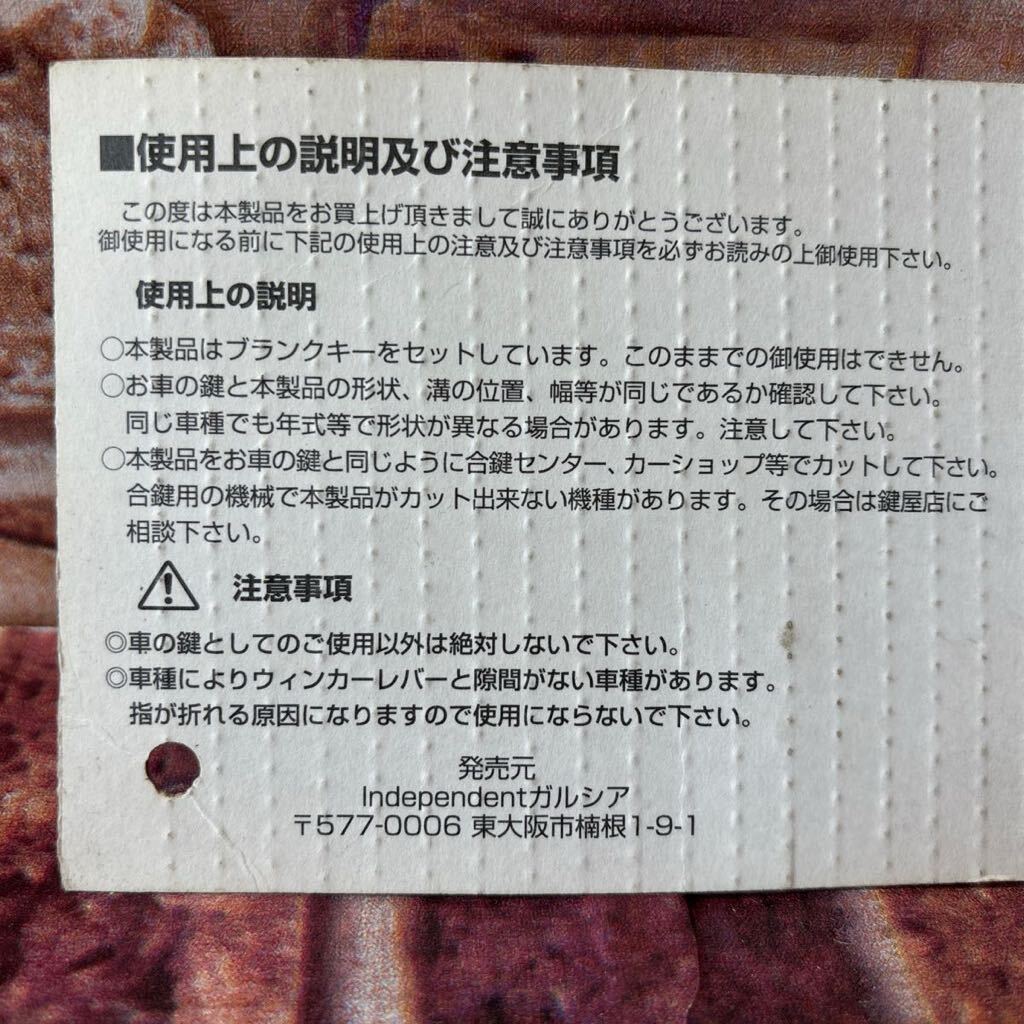 ■使用上の説明及び注意事項
この度は本製品をお買上げ頂きまして誠にありがとうございます。
御使用になる前に下記の使用上の注意及び注意事項を必ずお読みの上御使用下さい。
使用上の説明
○本製品はブランクキーをセットしています。このままでの御使用はできせん。
○お車の鍵と本製品の形状、溝の位置、幅等が同じであるか確認して下さい。
同じ車種でも年式等で形状が異なる場合があります。注意して下さい。
○本製品をお車の鍵と同じように合鍵センター、カーショップ等でカットして下さい。
合鍵用の機械で本製品がカット出来ない機種があります。その場合は鍵屋店にご
相談下さい。
注意事項
◎車の鍵としてのご使用以外は絶対しないで下さい。
◎車種によりウィンカーレバーと隙間がない車種があります。
指が折れる原因になりますので使用にならないで下さい。
発売元
Independentガルシア
〒577-0006 東大阪市楠根1-9-1